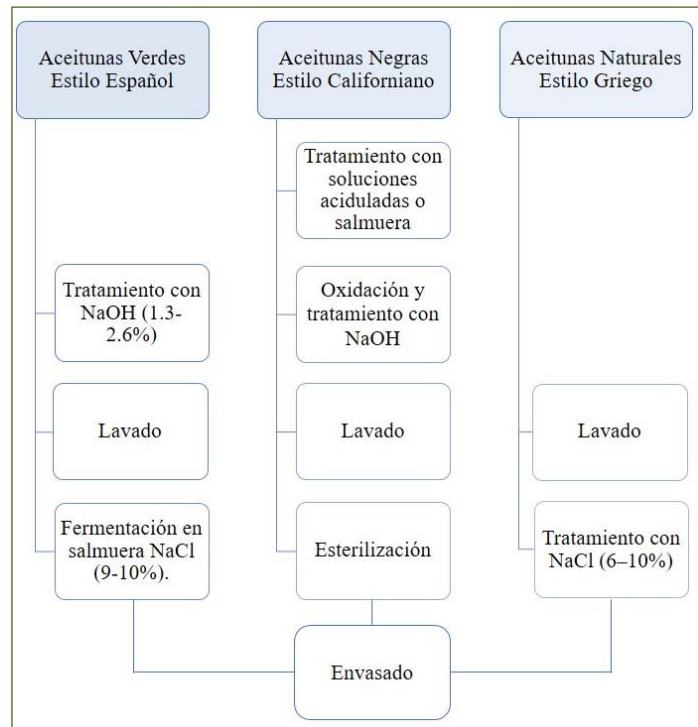 Aceitunas Verdes
Estilo Español
Aceitunas Negras
Estilo Californiano
Aceitunas Naturales
Estilo Griego
Tratamiento con
soluciones
aciduladas o
salmuera
Tratamiento con
NaOH (1.3-
2.6%)
Oxidación y
tratamiento con
NaOH
Lavado
Lavado
Lavado
Fermentación en
salmuera NaCl
(9-10%).
Esterilización
Tratamiento con
NaCl (6–10%)
Envasado